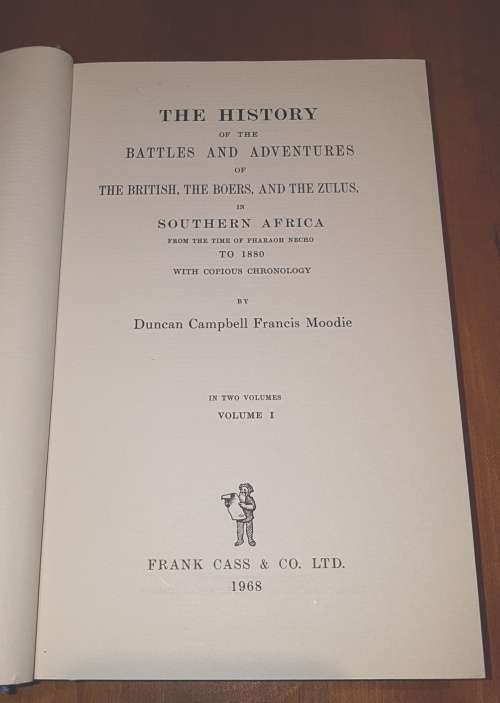 THE HISTORY
OF THE
BATTLES AND ADVENTURES
OF
THE BRITISH, THE BOERS, AND THE ZULUS,
IN
SOUTHERN AFRICA
FROM THE TIME OF PHARAOH NECHO
TO 1880
WITH COPIOUS CHRONOLOGY
BY
Duncan Campbell Francis Moodie
IN TWO VOLUMES
VOLUME I
FRANK CASS & CO. LTD.
1968